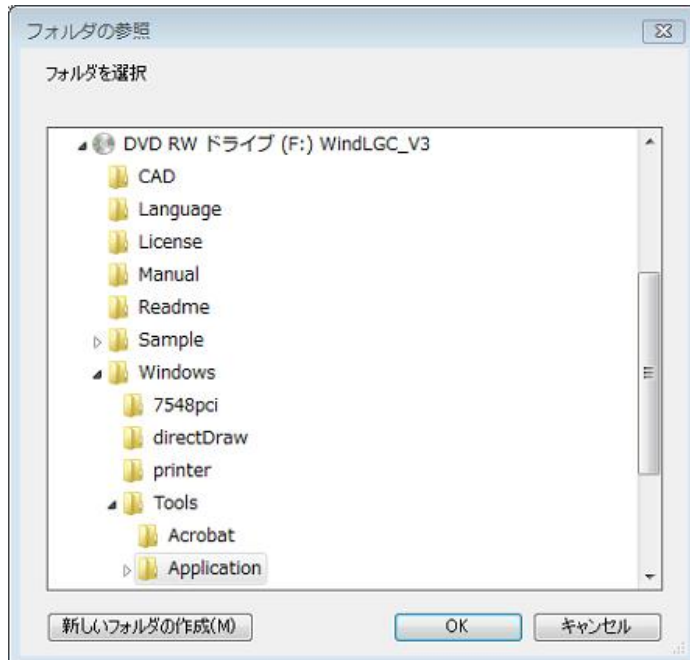 フォルダの参照
フォルダを選択
DVD RW ドライブ (F:) WindLGC_V3
CAD
Language
License
Manual
Readme
Sample
Windows
7548pci
directDraw
printer
Tools
Acrobat
Application
新しいフォルダの作成(M)
OK
キャンセル